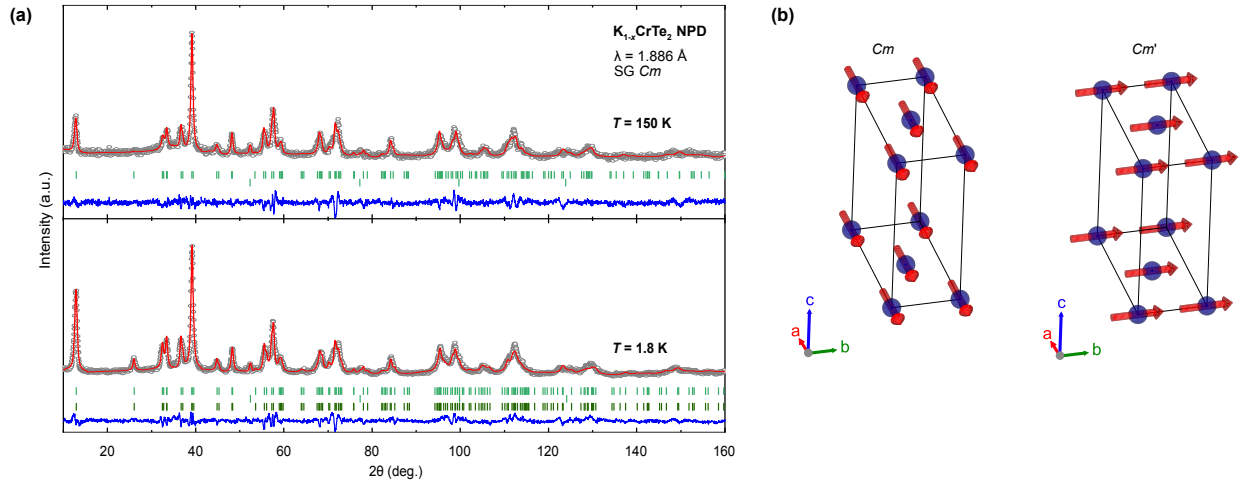 (a)
K1-xCrTe2 NPD
λ = 1.886 Å
SG Cm
T = 150 K
Intensity (a.u.)
T = 1.8 K
20 40 60 80 100 120 140 160
2θ (deg.)
(b)
Cm
Cm'
c
a
b
c
a
b